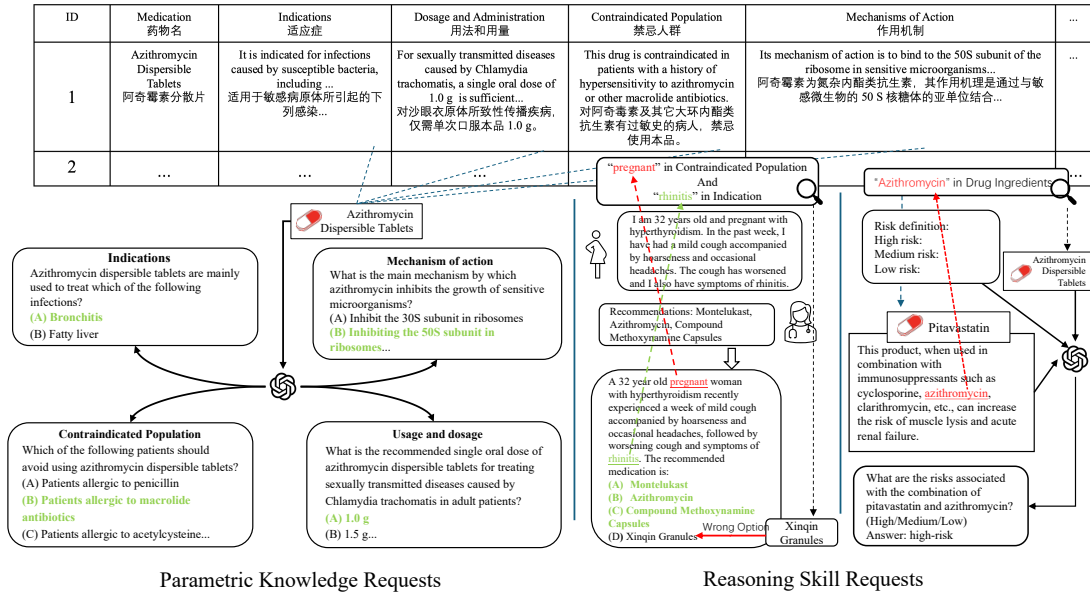 ID
Medication
药物名
Indications
适应症
Dosage and Administration
用法和用量
Contraindicated Population
禁忌人群
Mechanisms of Action
作用机制
...
1
Azithromycin
Dispersible
Tablets
阿奇霉素分散片
It is indicated for infections
caused by susceptible bacteria,
including ...
适用于敏感病原体所引起的下
列感染...
For sexually transmitted diseases
caused by Chlamydia
trachomatis, a single oral dose of
1.0 g is sufficient...
对沙眼衣原体所致性传播疾病,
仅需单次口服本品 1.0 g。
This drug is contraindicated in
patients with a history of
hypersensitivity to azithromycin
or other macrolide antibiotics.
对阿奇霉素及其它大环内酯类
抗生素有过敏史的病人，禁忌
使用本品。
Its mechanism of action is to bind to the 50S subunit of the
ribosome in sensitive microorganisms...
阿奇霉素为氮杂内酯类抗生素，其作用机理是通过与敏
感微生物的 50 S 核糖体的亚单位结合...
...
2
...
...
...
...
Azithromycin
Dispersible Tablets
Indications
Azithromycin dispersible tablets are mainly
used to treat which of the following
infections?
(A) Bronchitis
(B) Fatty liver
Mechanism of action
What is the main mechanism by which
azithromycin inhibits the growth of sensitive
microorganisms?
(A) Inhibit the 30S subunit in ribosomes
(B) Inhibiting the 50S subunit in
ribosomes...
Contraindicated Population
Which of the following patients should
avoid using azithromycin dispersible tablets?
(A) Patients allergic to penicillin
(B) Patients allergic to macrolide
antibiotics
(C) Patients allergic to acetylcysteine...
Usage and dosage
What is the recommended single oral dose of
azithromycin dispersible tablets for treating
sexually transmitted diseases caused by
Chlamydia trachomatis in adult patients?
(A) 1.0 g
(B) 1.5 g...
Parametric Knowledge Requests
"pregnant" in Contraindicated Population
And
"rhinitis" in Indication
I am 32 years old and pregnant with
hyperthyroidism. In the past week, I
have had a mild cough accompanied
by hoarseness and occasional
headaches. The cough has worsened
and I also have symptoms of rhinitis.
Recommendations: Montelukast,
Azithromycin, Compound
Methoxynamine Capsules
A 32 year old pregnant woman
with hyperthyroidism recently
experienced a week of mild cough
accompanied by hoarseness and
occasional headaches, followed by
worsening cough and symptoms of
rhinitis. The recommended
medication is:
(A) Montelukast
(B) Azithromycin
(C) Compound Methoxynamine
Capsules
(D) Xinqin Granules
Wrong Option
Xinqin
Granules
"Azithromycin" in Drug Ingredients
Risk definition:
High risk:
Medium risk:
Low risk:
Azithromycin
Dispersible
Tablets
Pitavastatin
This product, when used in
combination with
immunosuppressants such as
cyclosporine, azithromycin,
clarithromycin, etc., can increase
the risk of muscle lysis and acute
renal failure.
What are the risks associated
with the combination of
pitavastatin and azithromycin?
(High/Medium/Low)
Answer: high-risk
Reasoning Skill Requests